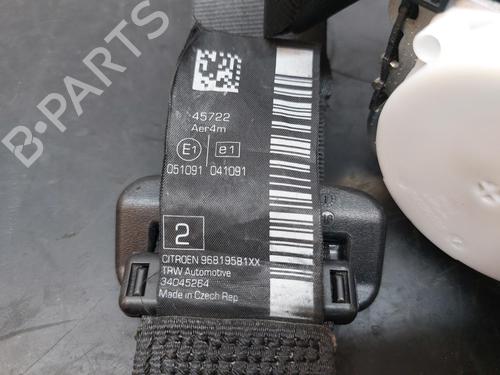 45722
Aer4m
E1 e1
051091 041091
2
CITROEN 96819581XX
TRW Automotive
34045264
Made in Czech Rep
B-PARTS